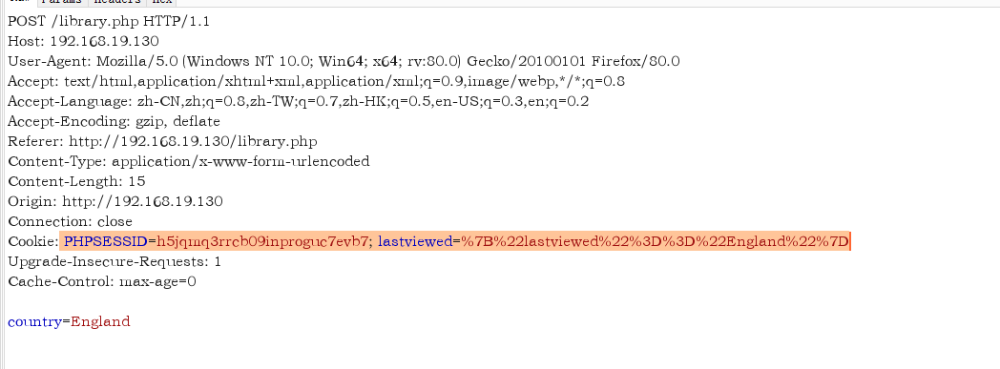 POST /library.php HTTP/1.1
Host: 192.168.19.130
User-Agent: Mozilla/5.0 (Windows NT 10.0; Win64; x64; rv:80.0) Gecko/20100101 Firefox/80.0
Accept: text/html,application/xhtml+xml,application/xml;q=0.9,image/webp,*/*;q=0.8
Accept-Language: zh-CN,zh;q=0.8,zh-TW;q=0.7,zh-HK;q=0.5,en-US;q=0.3,en;q=0.2
Accept-Encoding: gzip, deflate
Referer: http://192.168.19.130/library.php
Content-Type: application/x-www-form-urlencoded
Content-Length: 15
Origin: http://192.168.19.130
Connection: close
Cookie: PHPSESSID=h5jqmq3rrcb09inproguc7evb7; lastviewed=%7B%22lastviewed%22%3D%3D%22England%22%7D
Upgrade-Insecure-Requests: 1
Cache-Control: max-age=0
country=England